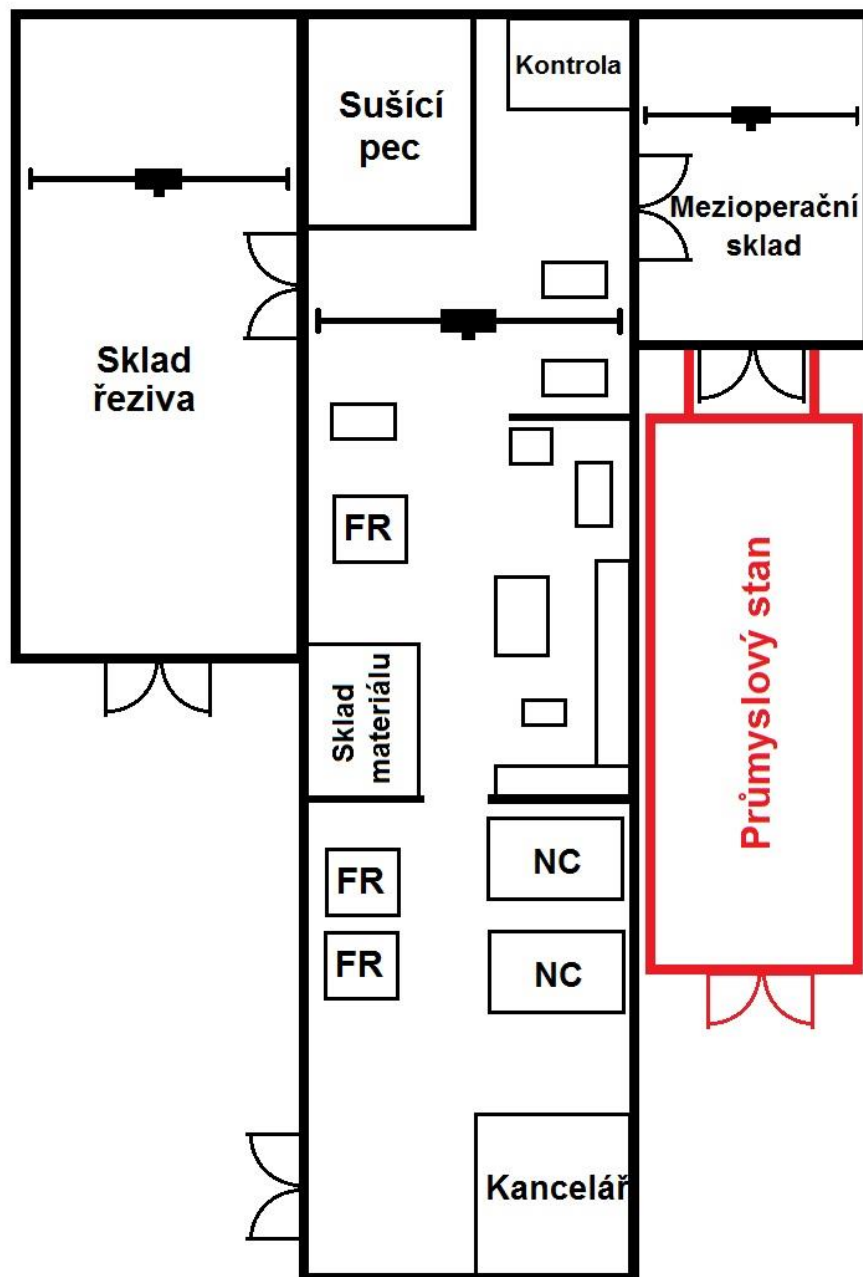 Kontrola
Sušící
pec
Mezioperační
sklad
Sklad
řeziva
FR
Sklad
materiálu
Průmyslový stan
FR
NC
FR
NC
Kancelář